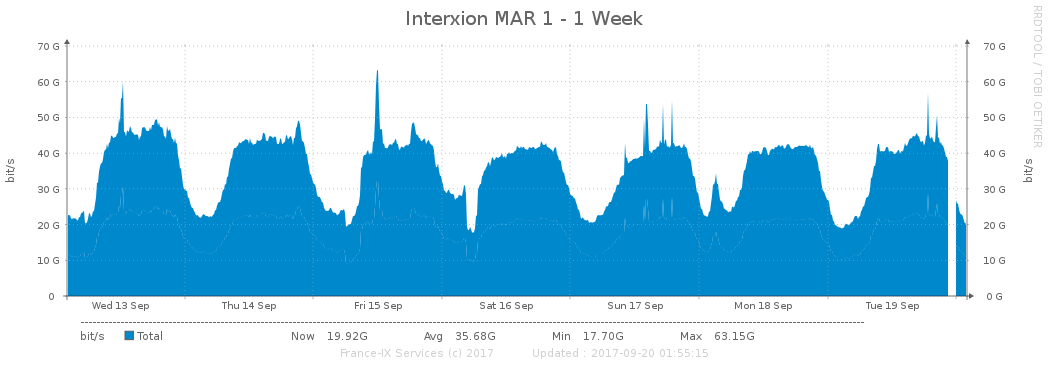 Interxion MAR 1 - 1 Week
RRDTOOL / TOBI OETIKER
70 G 70 G
60 G 60 G
50 G 50 G
40 G 40 G
30 G 30 G
20 G 20 G
10 G 10 G
0 0 G
bit/s bit/s
Wed 13 Sep Thu 14 Sep Fri 15 Sep Sat 16 Sep Sun 17 Sep Mon 18 Sep Tue 19 Sep
bit/s Total Now 19.92G Avg 35.68G Min 17.70G Max 63.15G
France-IX Services (c) 2017 Updated : 2017-09-20 01:55:15